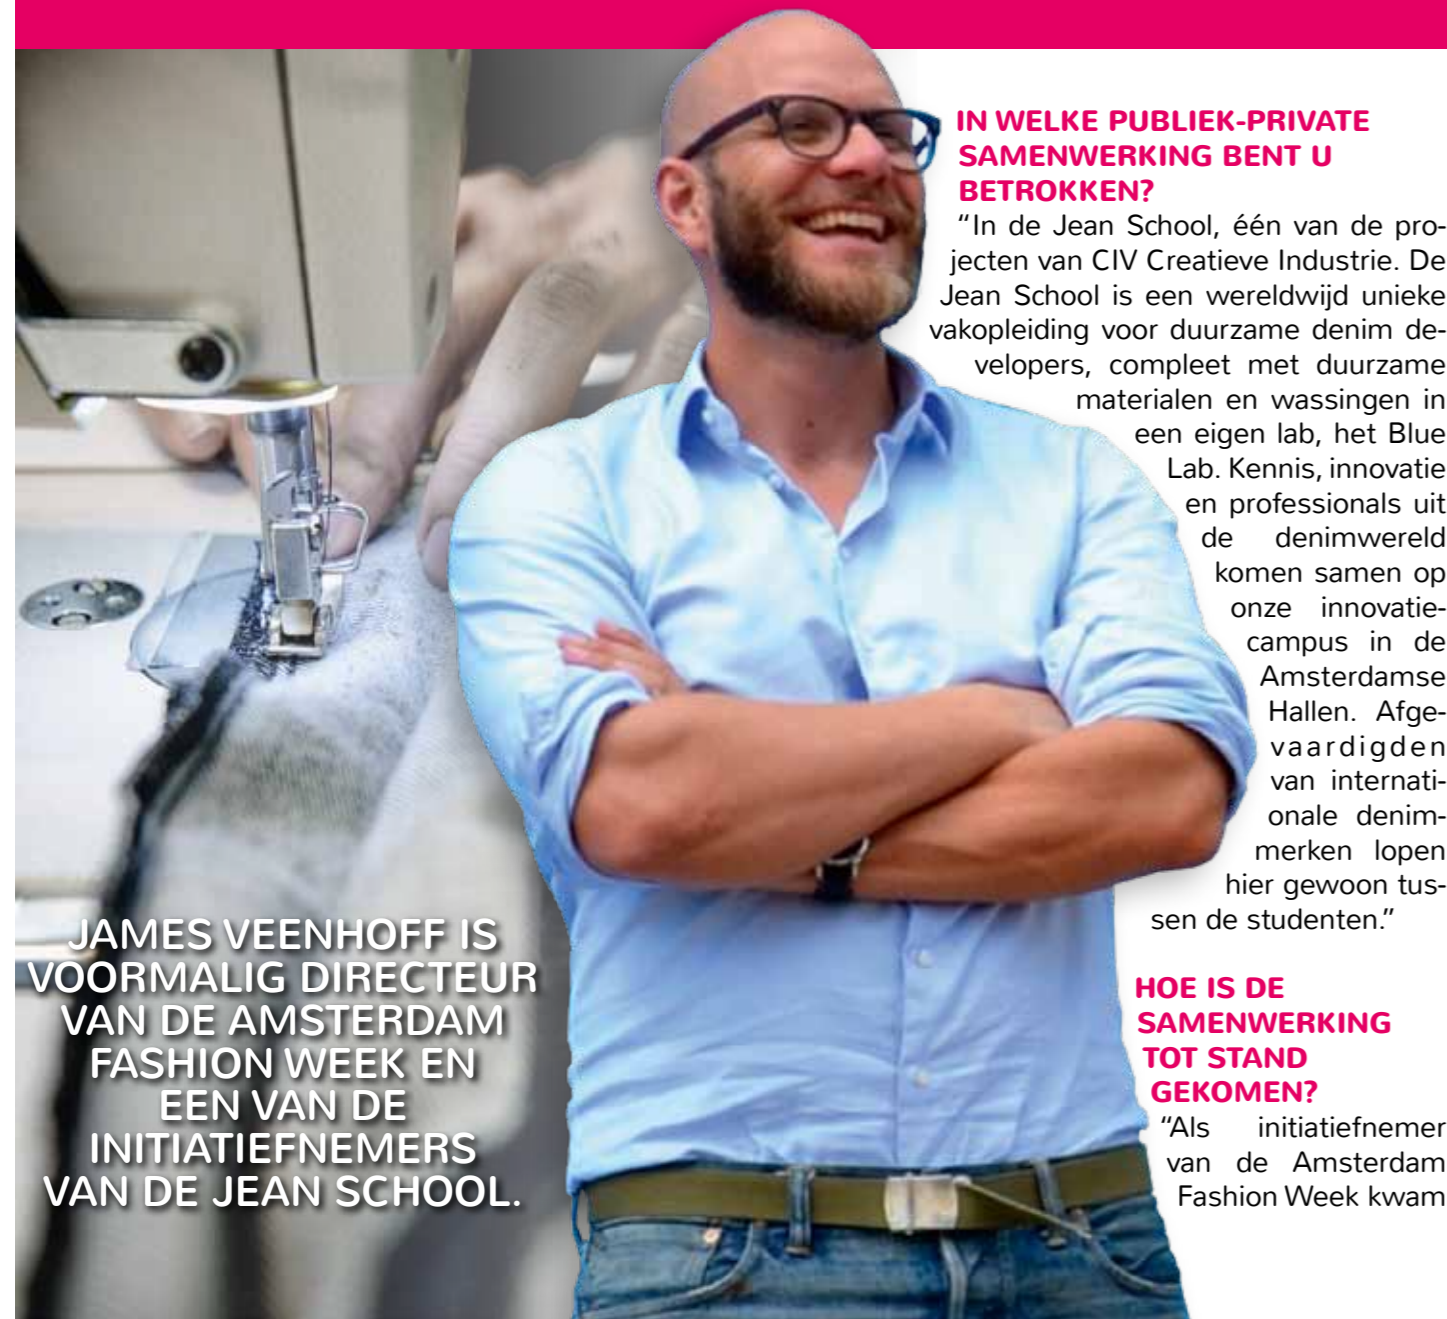 IN WELKE PUBLIEK-PRIVATE
SAMENWERKING BENT U
BETROKKEN?
“In de Jean School, één van de pro-
jecten van CIV Creatieve Industrie. De
Jean School is een wereldwijd unieke
vakopleiding voor duurzame denim de-
velopers, compleet met duurzame
materialen en wassingen in
een eigen lab, het Blue
Lab. Kennis, innovatie
en professionals uit
de denimwereld
komen samen op
onze innovatie-
campus in de
Amsterdamse
Hallen. Afge-
vaardigden
van internati-
onale denim-
merken lopen
hier gewoon tus-
sen de studenten.”
HOE IS DE
SAMENWERKING
TOT STAND
GEKOMEN?
“Als initiatiefnemer
van de Amsterdam
Fashion Week kwam
JAMES VEENHOFF IS
VOORMALIG DIRECTEUR
VAN DE AMSTERDAM
FASHION WEEK EN
EEN VAN DE
INITIATIEFNEMERS
VAN DE JEAN SCHOOL.